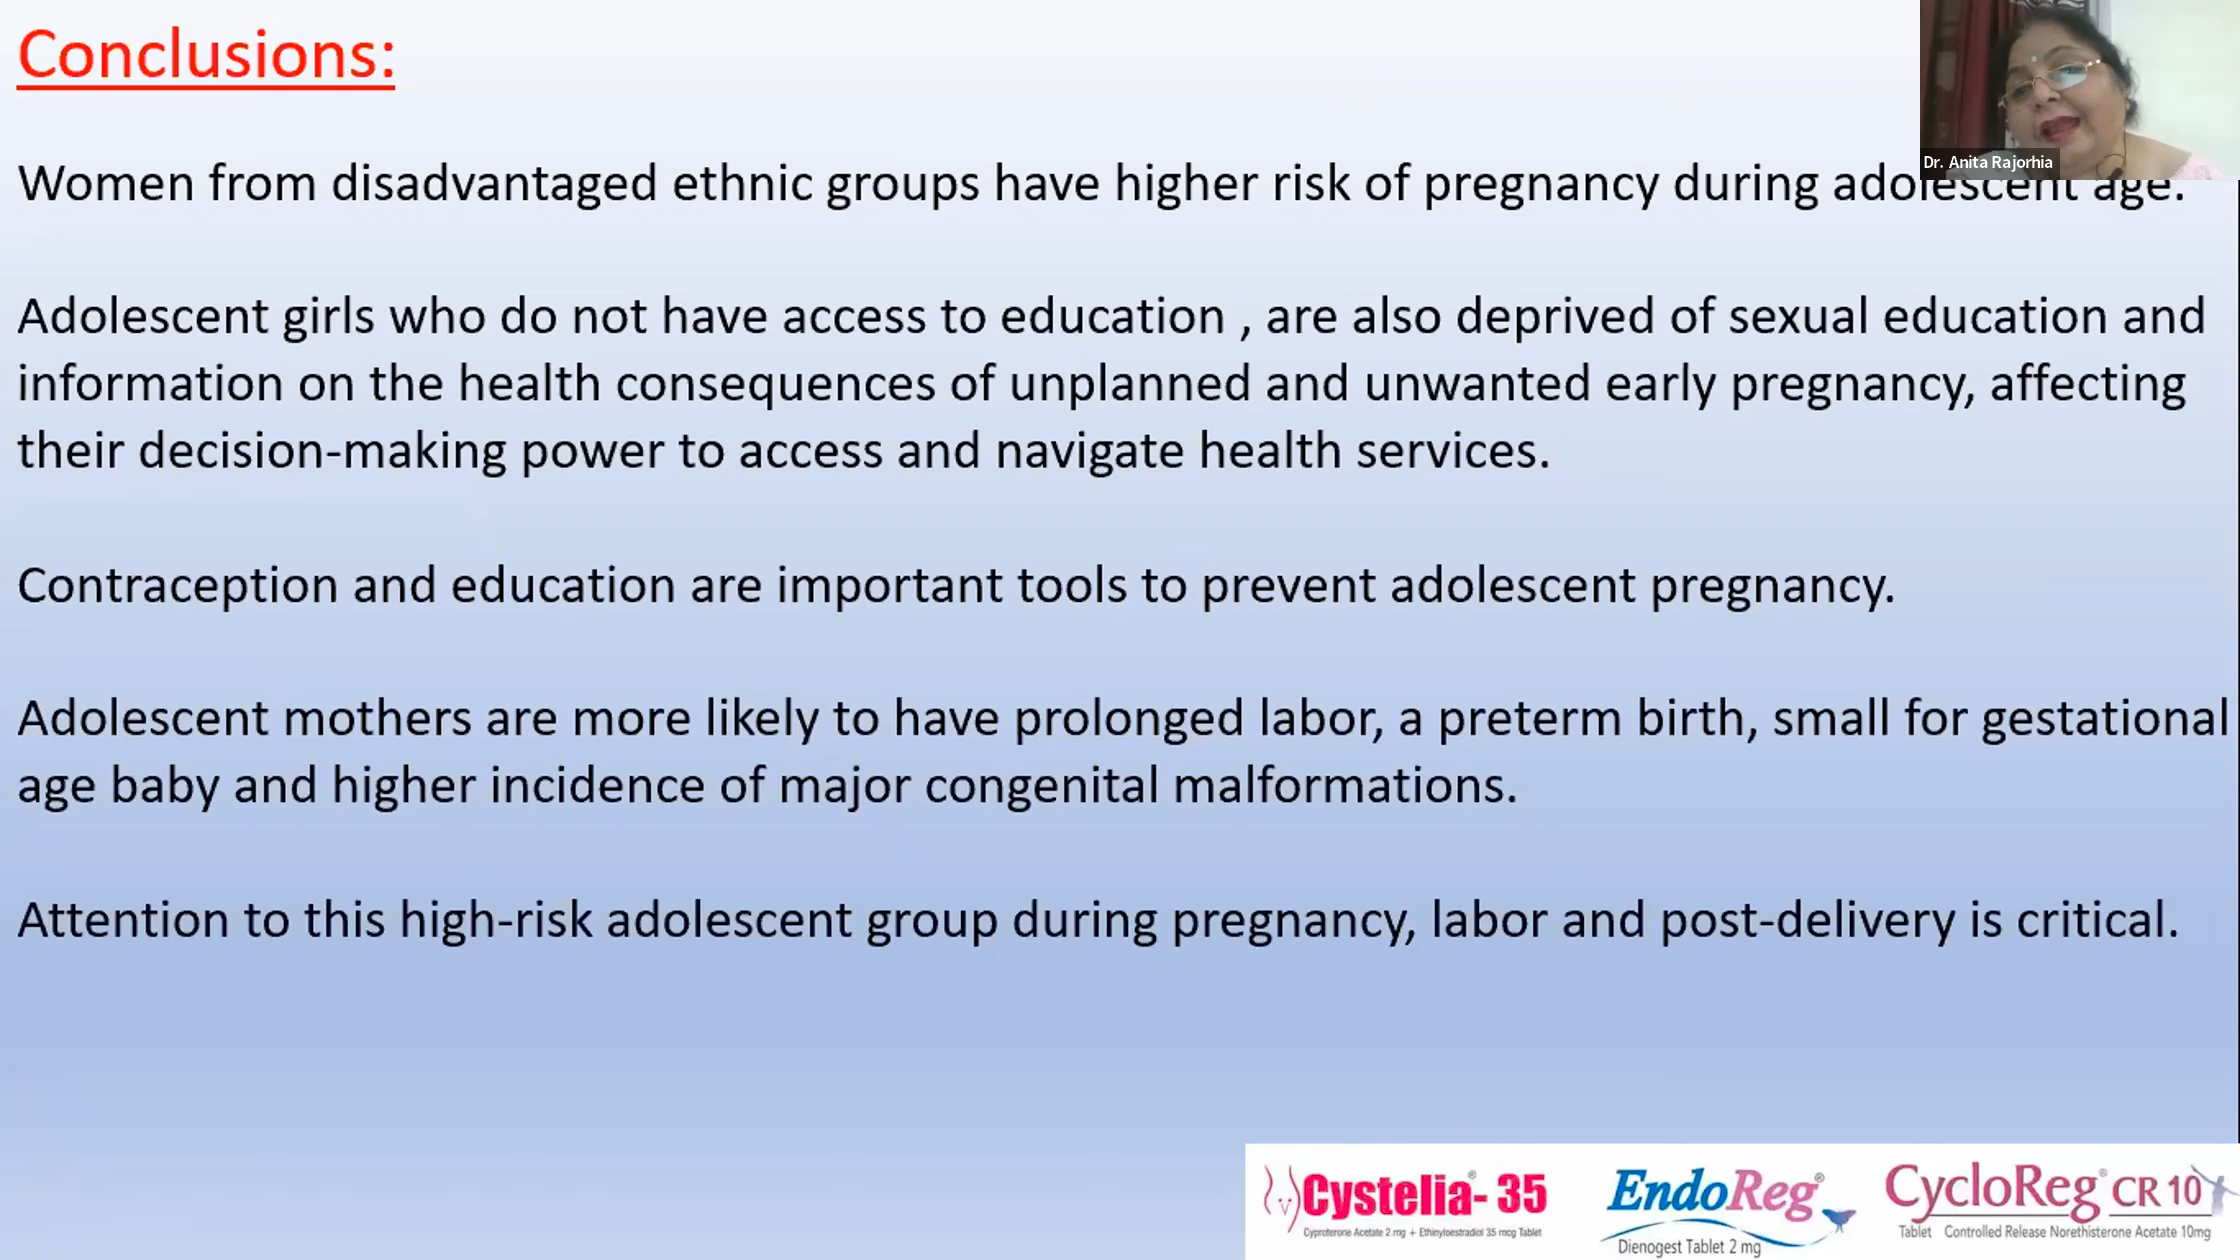 Conclusions:
Dr. Anita Rajorhia
Women from disadvantaged ethnic groups have higher risk of pregnancy during adolescent age.
Adolescent girls who do not have access to education , are also deprived of sexual education and
information on the health consequences of unplanned and unwanted early pregnancy, affecting
their decision-making power to access and navigate health services.
Contraception and education are important tools to prevent adolescent pregnancy.
Adolescent mothers are more likely to have prolonged labor, a preterm birth, small for gestational
age baby and higher incidence of major congenital malformations.
Attention to this high-risk adolescent group during pregnancy, labor and post-delivery is critical.
Cystelia®- 35
Cyproterone Acetate 2 mg + Ethinyloestradiol 35 mcg Tablet
EndoReg®
Dienogest Tablet 2 mg
CycloReg® CR 10
Tablet Controlled Release Norethisterone Acetate 10mg